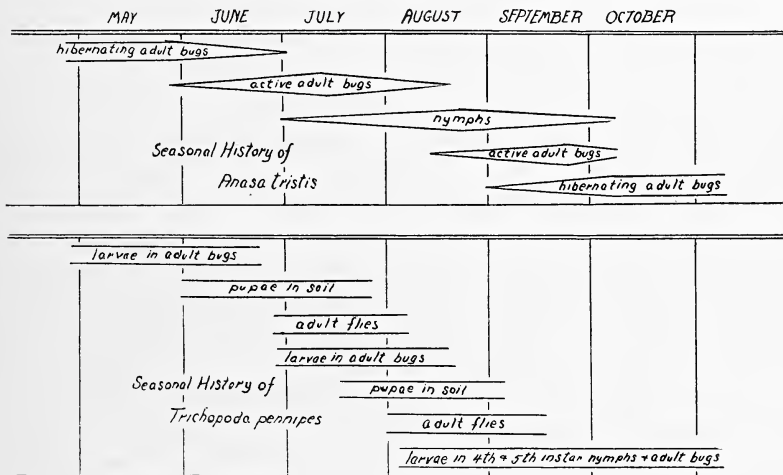 MAY JUNE JULY AUGUST SEPTEMBER OCTOBER
hibernating adult bugs
active adult bugs
nymphs
Seasonal History of
active adult bugs
Anasa tristis
hibernating adult bugs
larvae in adult bugs
pupae in soil
adult flies
larvae in adult bugs
Seasonal History of
pupae in soil
Trichopoda pennipes
adult flies
larvae in 4th & 5th instar nymphs & adult bugs